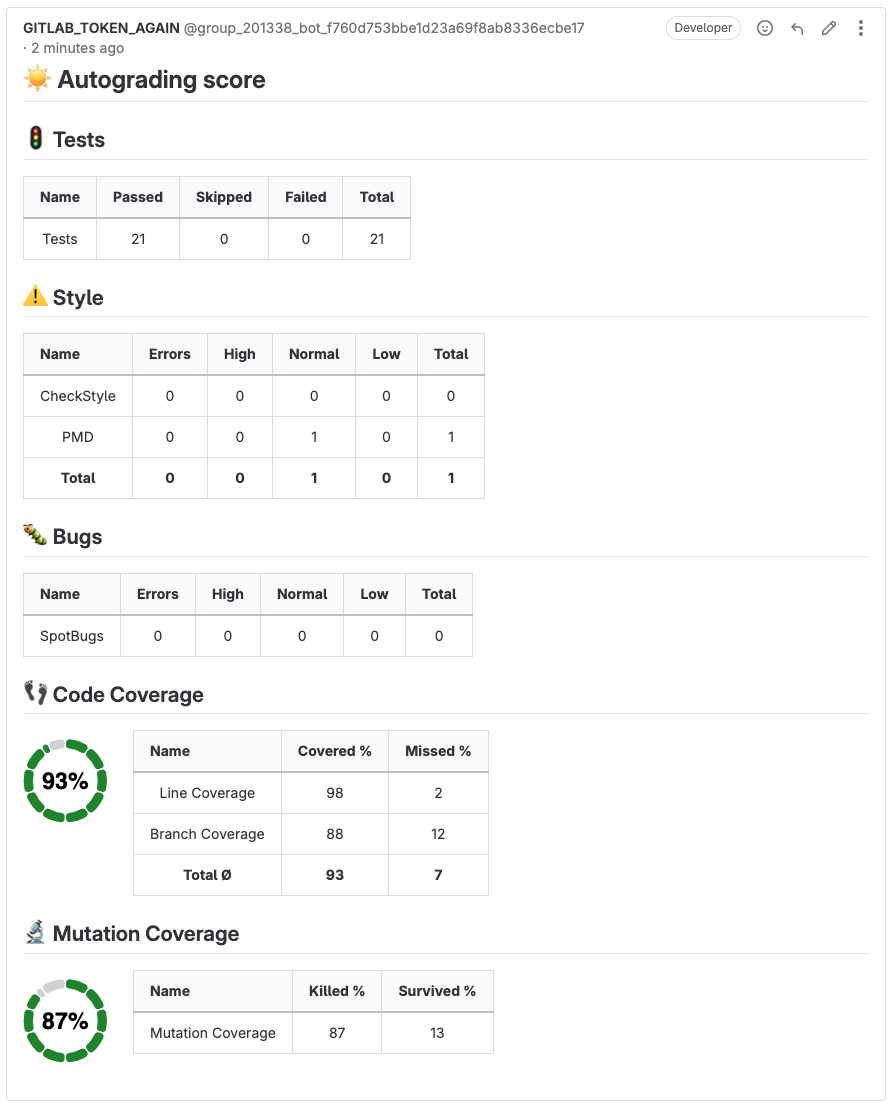 GITLAB_TOKEN_AGAIN @group_201338_bot_f760d753bbe1d23a69f8ab8336ecbe17 Developer
· 2 minutes ago
Autograding score
Tests
Name Passed Skipped Failed Total
Tests 21 0 0 21
Style
Name Errors High Normal Low Total
CheckStyle 0 0 0 0 0
PMD 0 0 1 0 1
Total 0 0 1 0 1
Bugs
Name Errors High Normal Low Total
SpotBugs 0 0 0 0 0
Code Coverage
93%
Name Covered % Missed %
Line Coverage 98 2
Branch Coverage 88 12
Total Ø 93 7
Mutation Coverage
87%
Name Killed % Survived %
Mutation Coverage 87 13